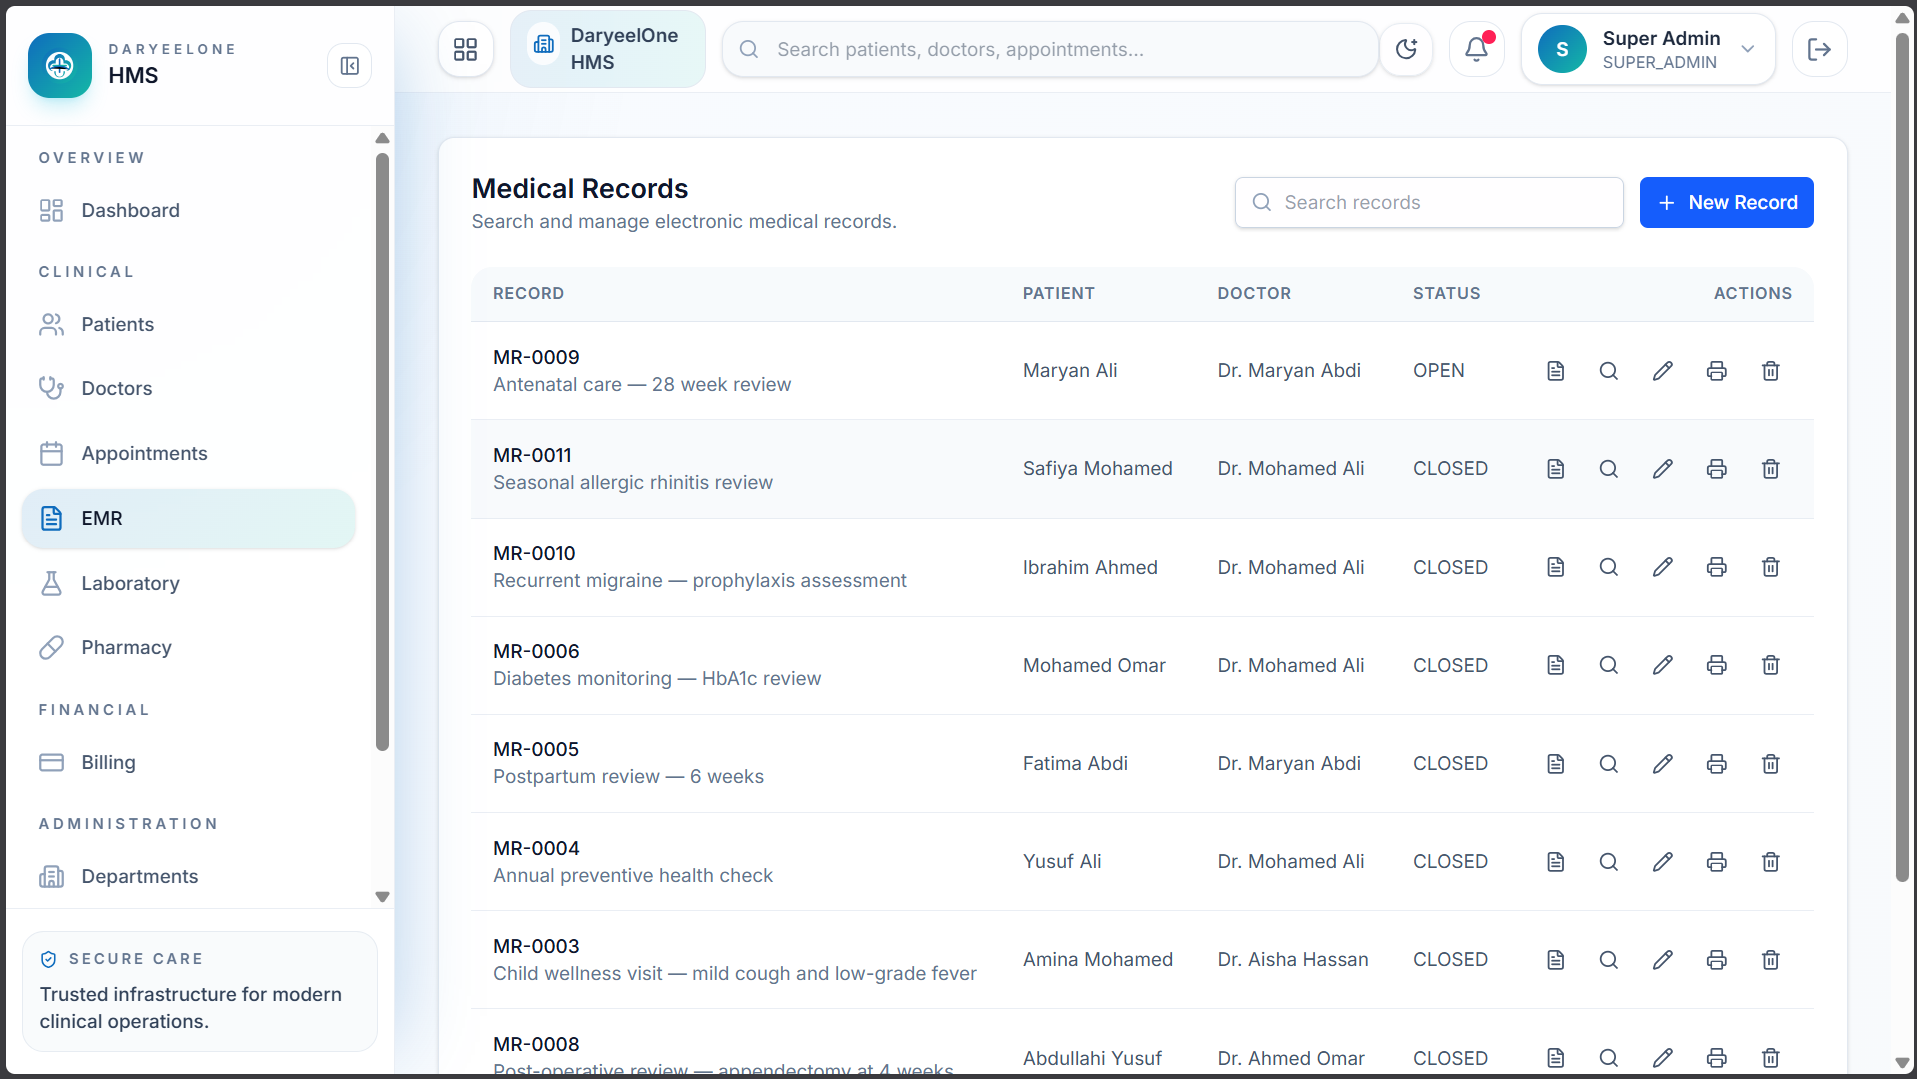 DARYEELONE
HMS
DaryeelOne
HMS
Search patients, doctors, appointments...
S
Super Admin
SUPER_ADMIN
OVERVIEW
Dashboard
CLINICAL
Patients
Doctors
Appointments
EMR
Laboratory
Pharmacy
FINANCIAL
Billing
ADMINISTRATION
Departments
SECURE CARE
Trusted infrastructure for modern
clinical operations.
Medical Records
Search and manage electronic medical records.
Search records
New Record
RECORD PATIENT DOCTOR STATUS ACTIONS
MR-0009
Antenatal care — 28 week review
Maryan Ali Dr. Maryan Abdi OPEN
MR-0011
Seasonal allergic rhinitis review
Safiya Mohamed Dr. Mohamed Ali CLOSED
MR-0010
Recurrent migraine — prophylaxis assessment
Ibrahim Ahmed Dr. Mohamed Ali CLOSED
MR-0006
Diabetes monitoring — HbA1c review
Mohamed Omar Dr. Mohamed Ali CLOSED
MR-0005
Postpartum review — 6 weeks
Fatima Abdi Dr. Maryan Abdi CLOSED
MR-0004
Annual preventive health check
Yusuf Ali Dr. Mohamed Ali CLOSED
MR-0003
Child wellness visit — mild cough and low-grade fever
Amina Mohamed Dr. Aisha Hassan CLOSED
MR-0008
Post-operative review — appendectomy at 4 weeks
Abdullahi Yusuf Dr. Ahmed Omar CLOSED